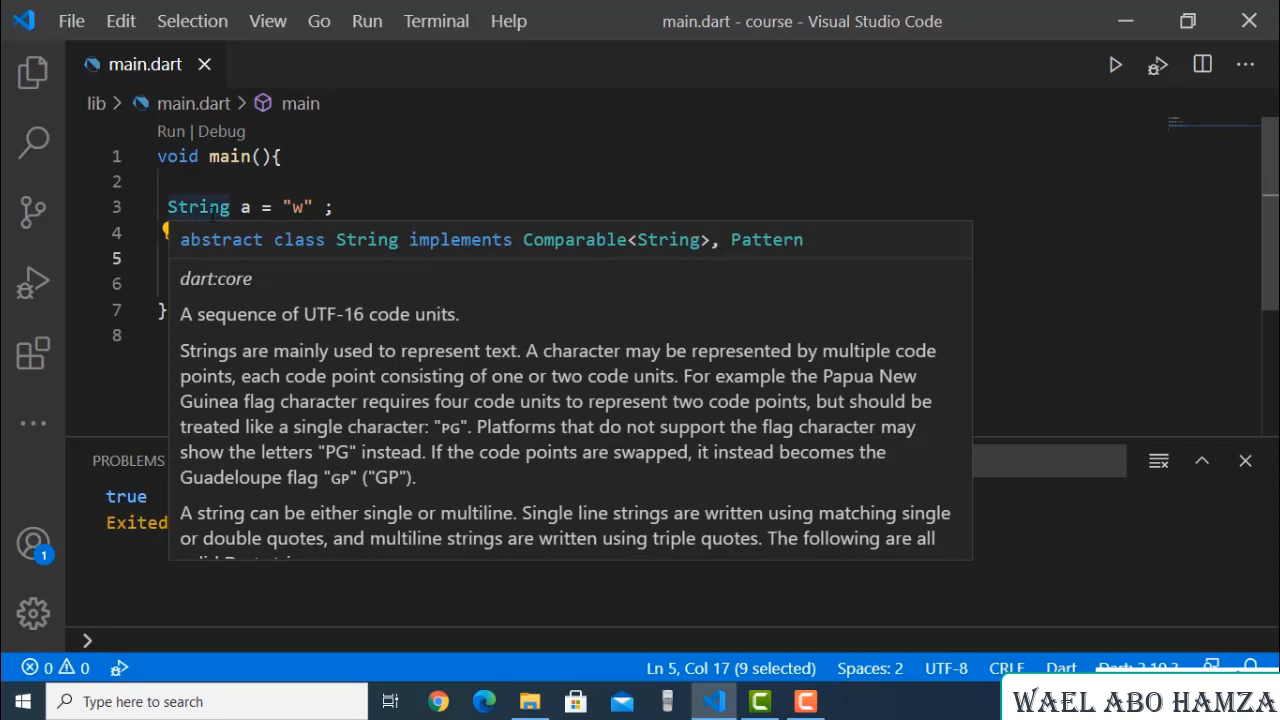 File Edit Selection View Go Run Terminal Help main.dart - course - Visual Studio Code
main.dart
lib > main.dart > main
Run | Debug
1 void main(){
2
3 String a = "w" ;
4
5
6
7 }
8
abstract class String implements Comparable<String>, Pattern
dart:core
A sequence of UTF-16 code units.
Strings are mainly used to represent text. A character may be represented by multiple code
points, each code point consisting of one or two code units. For example the Papua New
Guinea flag character requires four code units to represent two code points, but should be
treated like a single character: "PG". Platforms that do not support the flag character may
show the letters "PG" instead. If the code points are swapped, it instead becomes the
Guadeloupe flag "GP" ("GP").
A string can be either single or multiline. Single line strings are written using matching single
or double quotes, and multiline strings are written using triple quotes. The following are all
PROBLEMS
true
Exited
1
0 0 Ln 5, Col 17 (9 selected) Spaces: 2 UTF-8 CRLF Dart Dart: 2.10.3
Type here to search
WAEL ABO HAMZA